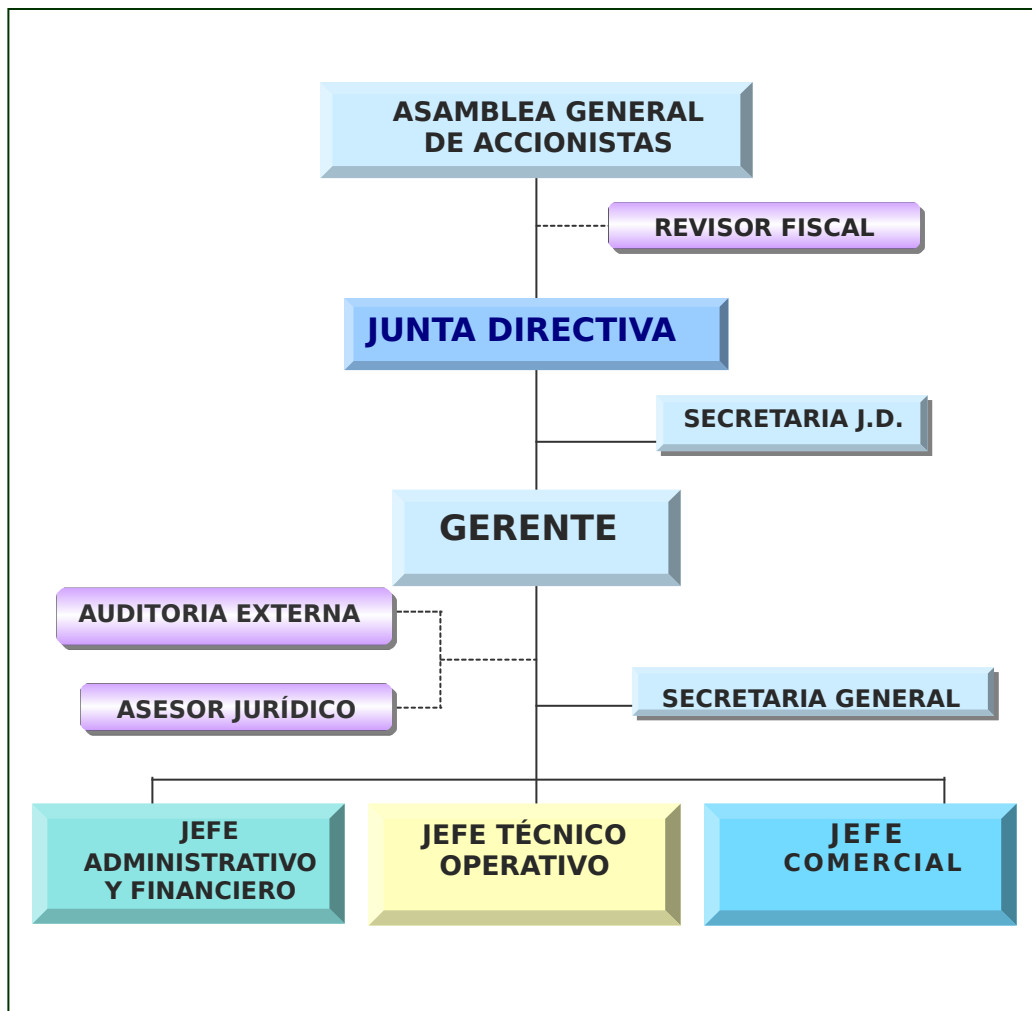 ASAMBLEA GENERAL
DE ACCIONISTAS
REVISOR FISCAL
JUNTA DIRECTIVA
SECRETARIA J.D.
GERENTE
AUDITORIA EXTERNA
ASESOR JURÍDICO
SECRETARIA GENERAL
JEFE
ADMINISTRATIVO
Y FINANCIERO
JEFE TÉCNICO
OPERATIVO
JEFE
COMERCIAL